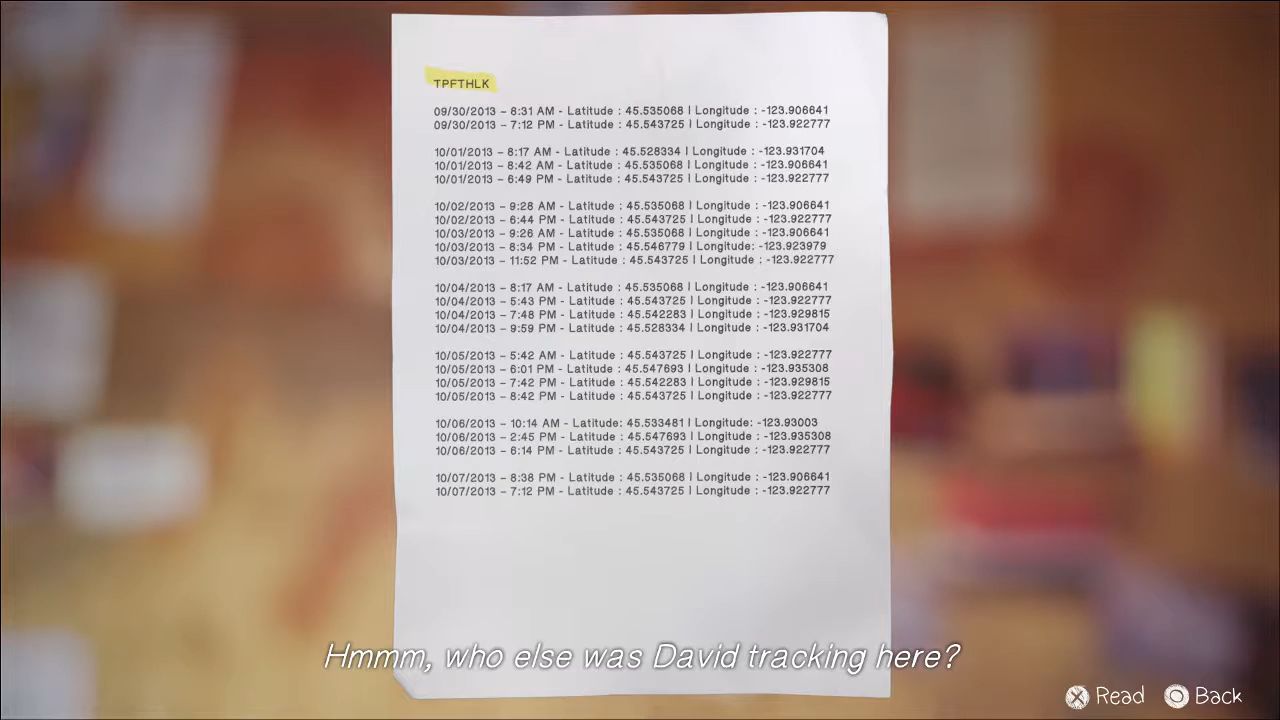 TPFTHLK
09/30/2013 – 8:31 AM - Latitude : 45.535068 | Longitude : -123.906641
09/30/2013 – 7:12 PM - Latitude : 45.543725 | Longitude : -123.922777
10/01/2013 – 8:17 AM - Latitude : 45.528334 | Longitude : -123.931704
10/01/2013 – 8:42 AM - Latitude : 45.535068 | Longitude : -123.906641
10/01/2013 – 6:49 PM - Latitude : 45.543725 | Longitude : -123.922777
10/02/2013 – 9:28 AM - Latitude : 45.535068 | Longitude : -123.906641
10/02/2013 – 6:44 PM - Latitude : 45.543725 | Longitude : -123.922777
10/03/2013 – 9:26 AM - Latitude : 45.535068 | Longitude : -123.906641
10/03/2013 – 8:34 PM - Latitude : 45.546779 | Longitude: -123.923979
10/03/2013 – 11:52 PM - Latitude : 45.543725 | Longitude : -123.922777
10/04/2013 – 8:17 AM - Latitude : 45.535068 | Longitude : -123.906641
10/04/2013 – 5:43 PM - Latitude : 45.543725 | Longitude : -123.922777
10/04/2013 – 7:48 PM - Latitude : 45.542283 | Longitude : -123.929815
10/04/2013 – 9:59 PM - Latitude : 45.528334 | Longitude : -123.931704
10/05/2013 – 5:42 AM - Latitude : 45.543725 | Longitude : -123.922777
10/05/2013 – 6:01 PM - Latitude : 45.547693 | Longitude : -123.935308
10/05/2013 – 7:42 PM - Latitude : 45.542283 | Longitude : -123.929815
10/05/2013 – 8:42 PM - Latitude : 45.543725 | Longitude : -123.922777
10/06/2013 – 10:14 AM - Latitude: 45.533481 | Longitude: -123.93003
10/06/2013 – 2:45 PM - Latitude : 45.547693 | Longitude : -123.935308
10/06/2013 – 6:14 PM - Latitude : 45.543725 | Longitude : -123.922777
10/07/2013 – 8:38 PM - Latitude : 45.535068 | Longitude : -123.906641
10/07/2013 – 7:12 PM - Latitude : 45.543725 | Longitude : -123.922777
Hmmm, who else was David tracking here?
Read Back